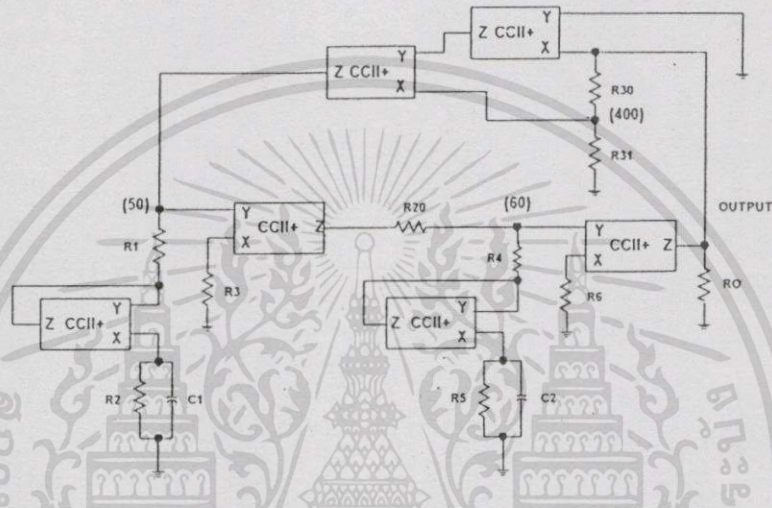 Y
Z CCII+
X
Y
Z CCII+
X
R30
(400)
R31
(50)
Y
CCII+
Z
X
R20
(60)
Y
CCII+
Z
X
OUTPUT
R1
R3
R4
R6
RO
Y
Z CCII+
X
Y
Z CCII+
X
R2
C1
R5
C2